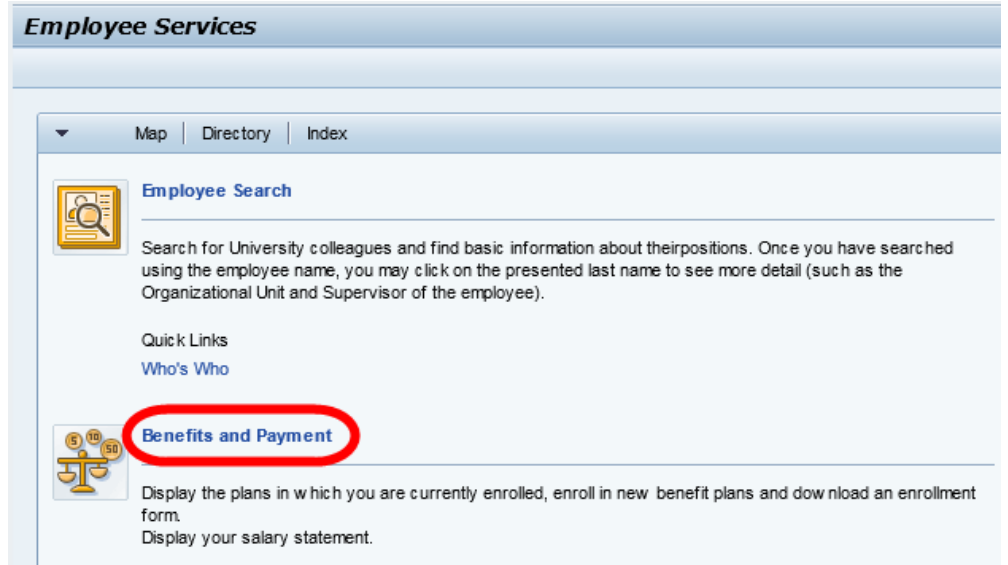 Employee Services
Map
Directory
Index
Employee Search
Search for University colleagues and find basic information about theirpositions. Once you have searched
using the employee name, you may click on the presented last name to see more detail (such as the
Organizational Unit and Supervisor of the employee).
Quick Links
Who's Who
5 10 50
Benefits and Payment
Display the plans in which you are currently enrolled, enroll in new benefit plans and download an enrollment
form.
Display your salary statement.